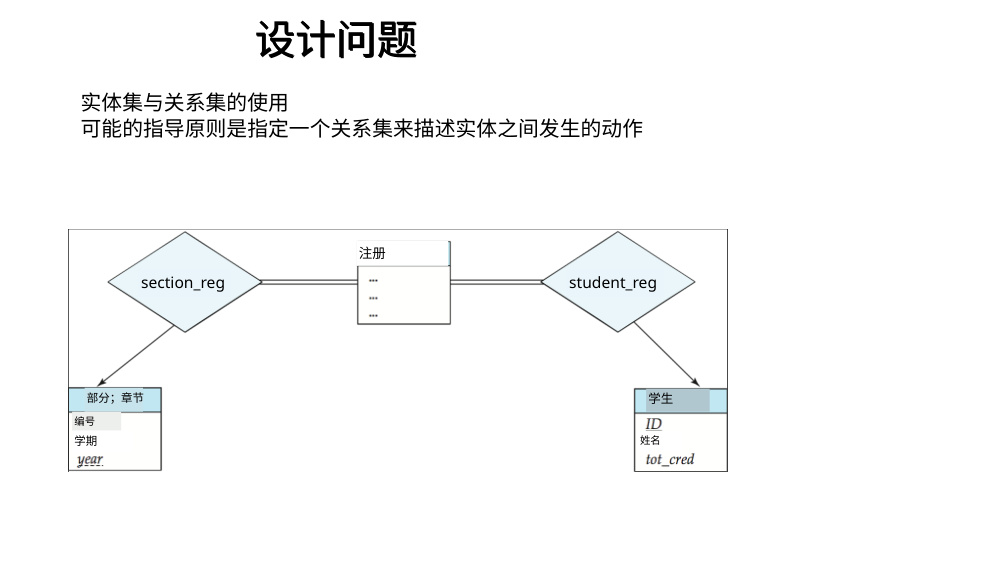 设计问题
实体集与关系集的使用
可能的指导原则是指定一个关系集来描述实体之间发生的动作
section_reg
注册
...
...
...
student_reg
部分；章节
编号
学期
year
学生
ID
姓名
tot_cred